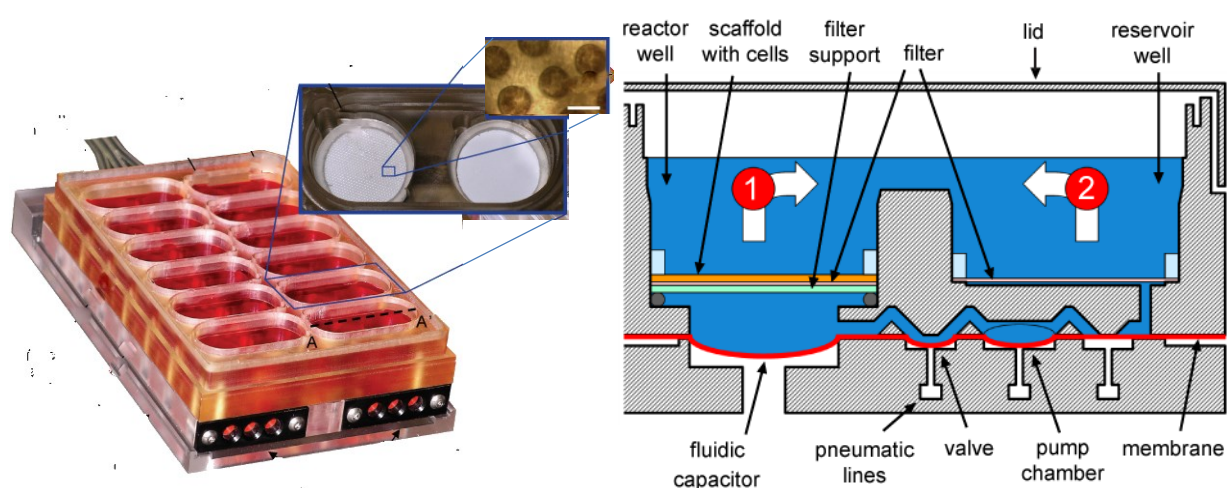 reactor
well
scaffold
with cells
filter
support
filter
lid
reservoir
well
1
2
A
A'
fluidic
capacitor
pneumatic
lines
valve
pump
chamber
membrane